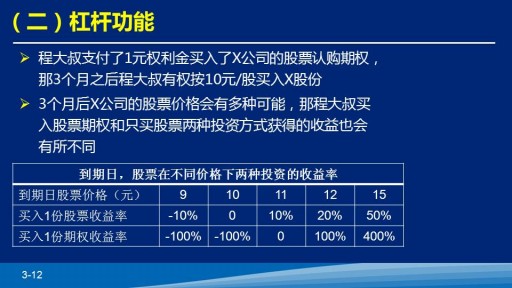 （二）杠杆功能
程大叔支付了1元权利金买入了X公司的股票认购期权，
那3个月之后程大叔有权按10元/股买入X股份
3个月后X公司的股票价格会有多种可能，那程大叔买
入股票期权和只买股票两种投资方式获得的收益也会
有所不同
到期日，股票在不同价格下两种投资的收益率
到期日股票价格（元） 9 10 11 12 15
买入1份股票收益率 -10% 0 10% 20% 50%
买入1份期权收益率 -100% -100% 0 100% 400%
3-12